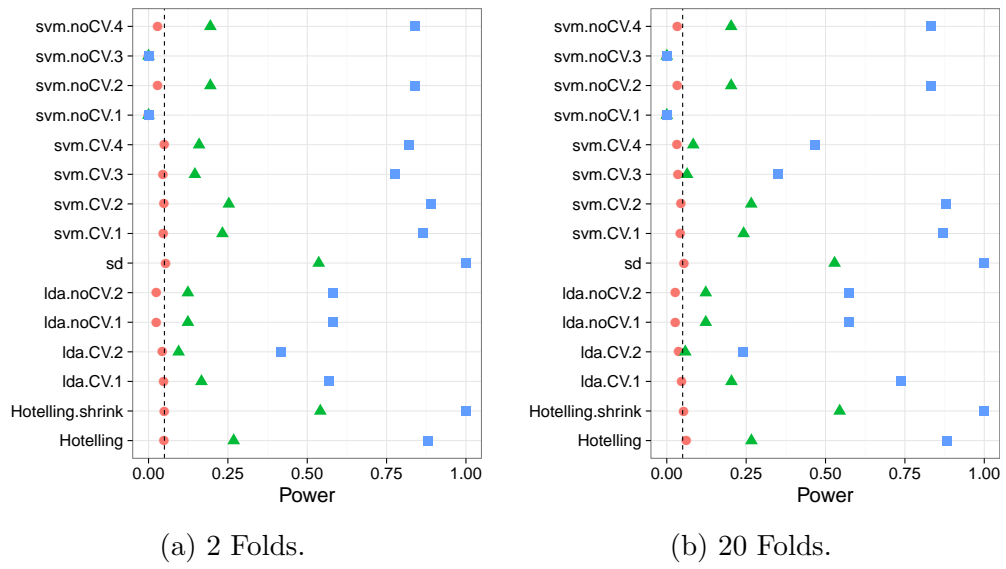 svm.noCV.4
svm.noCV.3
svm.noCV.2
svm.noCV.1
svm.CV.4
svm.CV.3
svm.CV.2
svm.CV.1
sd
lda.noCV.2
lda.noCV.1
lda.CV.2
lda.CV.1
Hotelling.shrink
Hotelling
0.00 0.25 0.50 0.75 1.00
Power
(a) 2 Folds.
svm.noCV.4
svm.noCV.3
svm.noCV.2
svm.noCV.1
svm.CV.4
svm.CV.3
svm.CV.2
svm.CV.1
sd
lda.noCV.2
lda.noCV.1
lda.CV.2
lda.CV.1
Hotelling.shrink
Hotelling
0.00 0.25 0.50 0.75 1.00
Power
(b) 20 Folds.